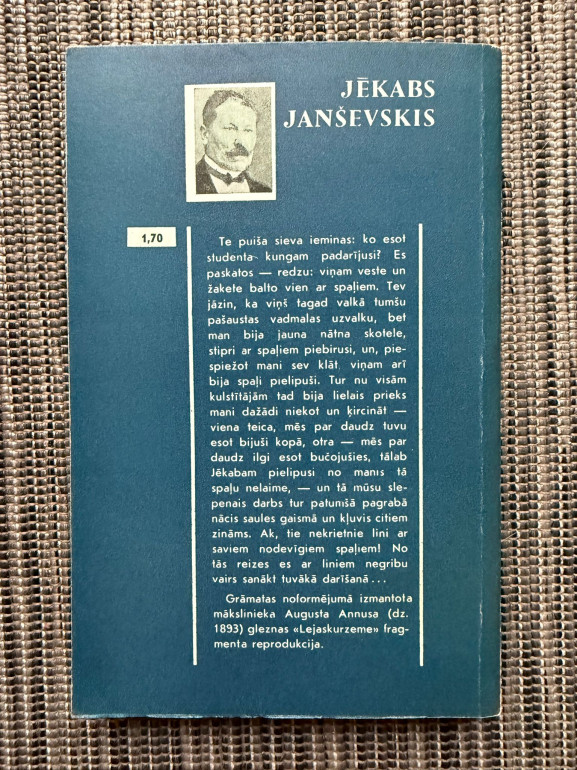 JĒKABS
JANŠEVSKIS
1,70
Te puiša sieva ieminas: ko esot
studenta kungam padarījusi? Es
paskatos — redzu: viņam veste un
žakete balto vien ar spaļiem. Tev
jāzin, ka viņš tagad valkā tumšu
pašaustas vadmalas uzvalku, bet
man bija jauna nātna skotele,
stipri ar spaļiem piebirusi, un, pie-
spiežot mani sev klāt, viņam arī
bija spaļi pielipuši. Tur nu visām
kulstītājām tad bija lielais prieks
mani dažādi niekot un ķircināt —
viena teica, mēs par daudz tuvu
esot bijuši kopā, otra — mēs par
daudz ilgi esot bučojušies, tālab
Jēkabam pielipusi no manis tā
spaļu nelaime, — un tā mūsu sle-
penais darbs tur patumšā pagrabā
nācis saules gaismā un kļuvis citiem
zināms. Ak, tie nekrietnie lini ar
saviem nodevīgiem spaļiem! No
tās reizes es ar liniem negribu
vairs sanākt tuvākā darīšanā...
Grāmatas noformējumā izmantota
mākslinieka Augusta Annusa (dz.
1893) gleznas «Lejaskurzeme» frag-
menta reprodukcija.